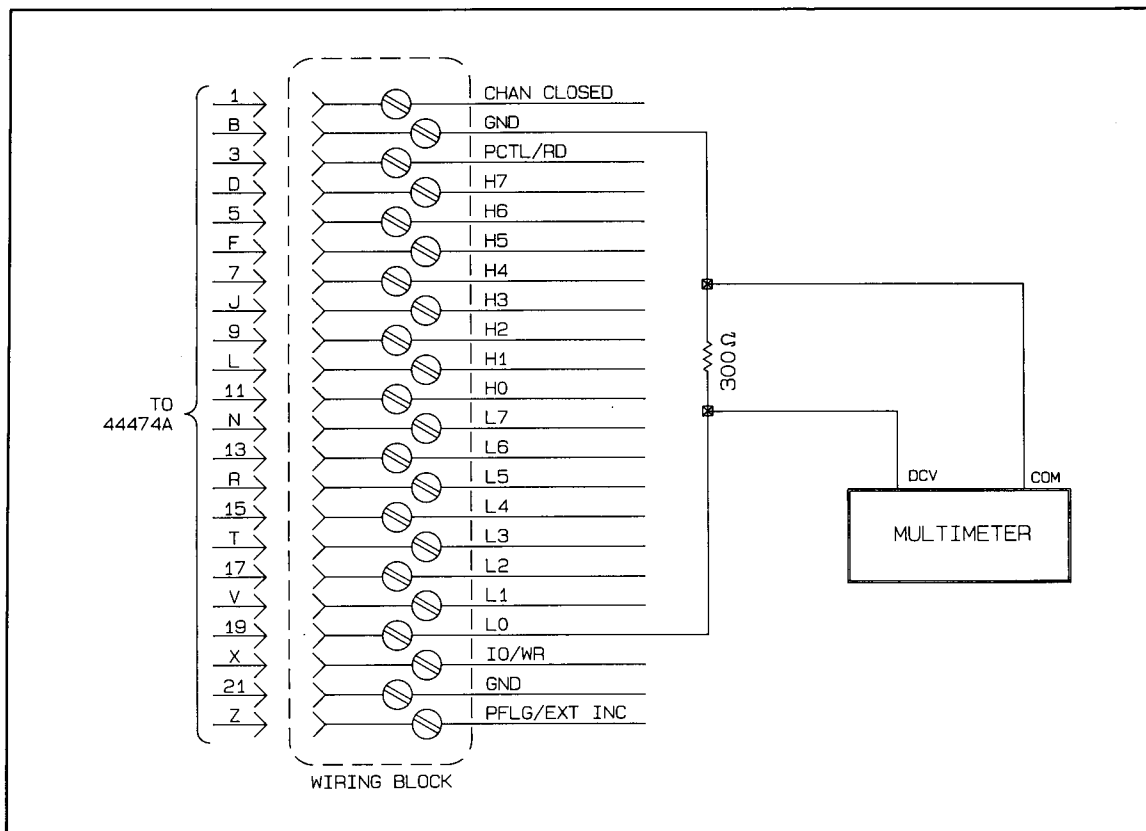 1 CHAN CLOSED
B GND
3 PCTL/RD
D H7
5 H6
F H5
7 H4
J H3
9 H2
L H1
11 H0
N L7
13 L6
R L5
15 L4
T L3
17 L2
V L1
19 L0
X IO/WR
21 GND
Z PFLG/EXT INC
TO
44474A
WIRING BLOCK
300Ω
DCV COM
MULTIMETER